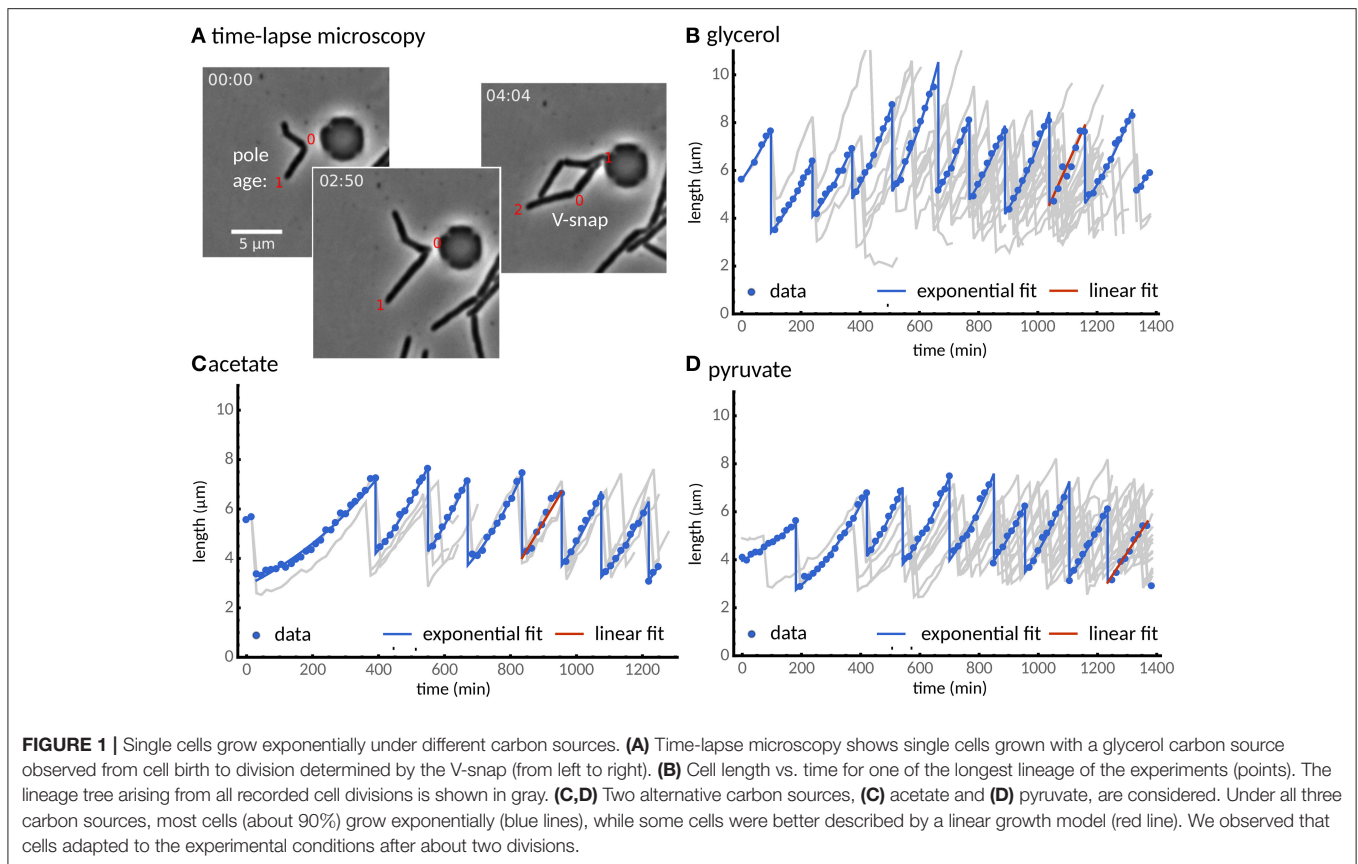 A time-lapse microscopy
00:00
pole
age:
0
1
5 μm
02:50
0
1
04:04
1
2
0
V-snap
B glycerol
length (μm)
10
8
6
4
2
0
data
exponential fit
linear fit
0 200 400 600 800 1000 1200 1400
time (min)
C acetate
length (μm)
10
8
6
4
2
0
data
exponential fit
linear fit
0 200 400 600 800 1000 1200
time (min)
D pyruvate
length (μm)
10
8
6
4
2
0
data
exponential fit
linear fit
0 200 400 600 800 1000 1200 1400
time (min)
FIGURE 1 | Single cells grow exponentially under different carbon sources. (A) Time-lapse microscopy shows single cells grown with a glycerol carbon source
observed from cell birth to division determined by the V-snap (from left to right). (B) Cell length vs. time for one of the longest lineage of the experiments (points). The
lineage tree arising from all recorded cell divisions is shown in gray. (C,D) Two alternative carbon sources, (C) acetate and (D) pyruvate, are considered. Under all three
carbon sources, most cells (about 90%) grow exponentially (blue lines), while some cells were better described by a linear growth model (red line). We observed that
cells adapted to the experimental conditions after about two divisions.